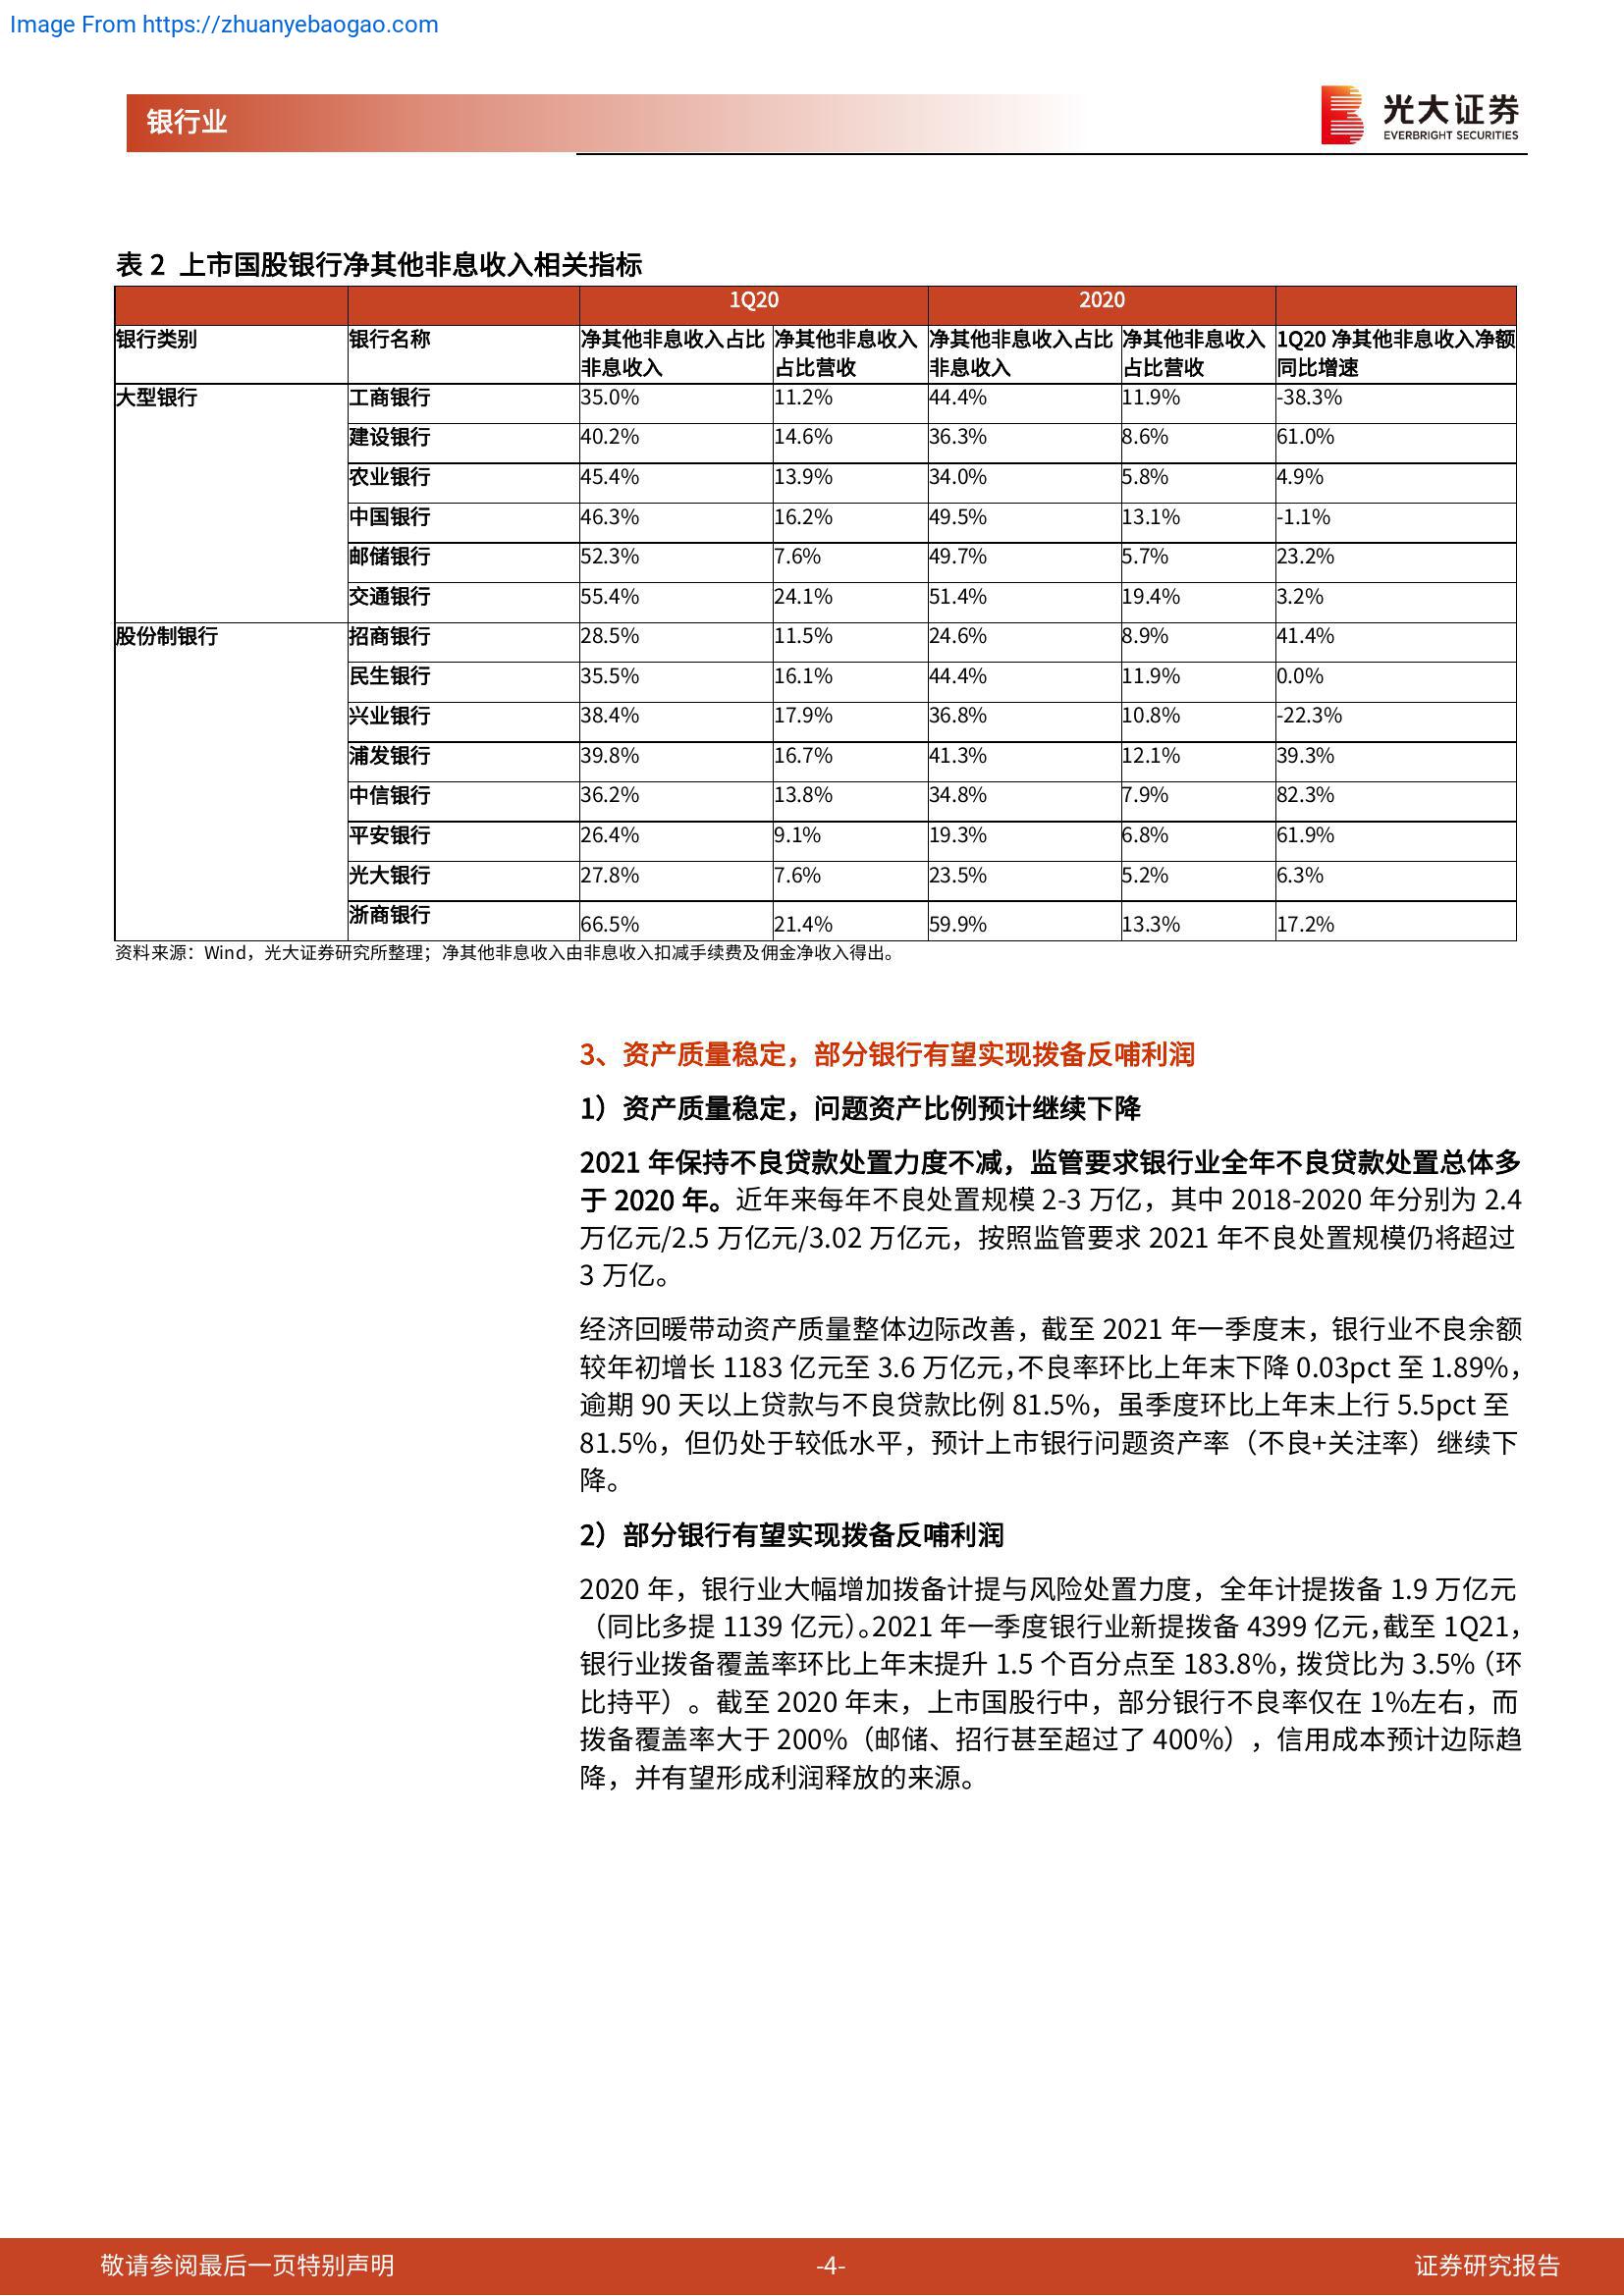 Image From https://zhuanyebaogao.com
银行业
光大证券
EVERBRIGHT SECURITIES
表 2 上市国股银行净其他非息收入相关指标
1Q20 2020
银行类别 银行名称 净其他非息收入占比非息收入 净其他非息收入占比营收 净其他非息收入占比非息收入 净其他非息收入占比营收 1Q20 净其他非息收入净额同比增速
大型银行 工商银行 35.0% 11.2% 44.4% 11.9% -38.3%
建设银行 40.2% 14.6% 36.3% 8.6% 61.0%
农业银行 45.4% 13.9% 34.0% 5.8% 4.9%
中国银行 46.3% 16.2% 49.5% 13.1% -1.1%
邮储银行 52.3% 7.6% 49.7% 5.7% 23.2%
交通银行 55.4% 24.1% 51.4% 19.4% 3.2%
股份制银行 招商银行 28.5% 11.5% 24.6% 8.9% 41.4%
民生银行 35.5% 16.1% 44.4% 11.9% 0.0%
兴业银行 38.4% 17.9% 36.8% 10.8% -22.3%
浦发银行 39.8% 16.7% 41.3% 12.1% 39.3%
中信银行 36.2% 13.8% 34.8% 7.9% 82.3%
平安银行 26.4% 9.1% 19.3% 6.8% 61.9%
光大银行 27.8% 7.6% 23.5% 5.2% 6.3%
浙商银行 66.5% 21.4% 59.9% 13.3% 17.2%
资料来源：Wind，光大证券研究所整理；净其他非息收入由非息收入扣减手续费及佣金净收入得出。
3、资产质量稳定，部分银行有望实现拨备反哺利润
1）资产质量稳定，问题资产比例预计继续下降
2021 年保持不良贷款处置力度不减，监管要求银行业全年不良贷款处置总体多
于 2020 年。近年来每年不良处置规模 2-3 万亿，其中 2018-2020 年分别为 2.4
万亿元/2.5 万亿元/3.02 万亿元，按照监管要求 2021 年不良处置规模仍将超过
3 万亿。
经济回暖带动资产质量整体边际改善，截至 2021 年一季度末，银行业不良余额
较年初增长 1183 亿元至 3.6 万亿元，不良率环比上年末下降 0.03pct 至 1.89%，
逾期 90 天以上贷款与不良贷款比例 81.5%，虽季度环比上年末上行 5.5pct 至
81.5%，但仍处于较低水平，预计上市银行问题资产率（不良+关注率）继续下
降。
2）部分银行有望实现拨备反哺利润
2020 年，银行业大幅增加拨备计提与风险处置力度，全年计提拨备 1.9 万亿元
（同比多提 1139 亿元）。2021 年一季度银行业新提拨备 4399 亿元，截至 1Q21，
银行业拨备覆盖率环比上年末提升 1.5 个百分点至 183.8%，拨贷比为 3.5%（环
比持平）。截至 2020 年末，上市国股行中，部分银行不良率仅在 1%左右，而
拨备覆盖率大于 200%（邮储、招行甚至超过了 400%），信用成本预计边际趋
降，并有望形成利润释放的来源。
敬请参阅最后一页特别声明 -4- 证券研究报告